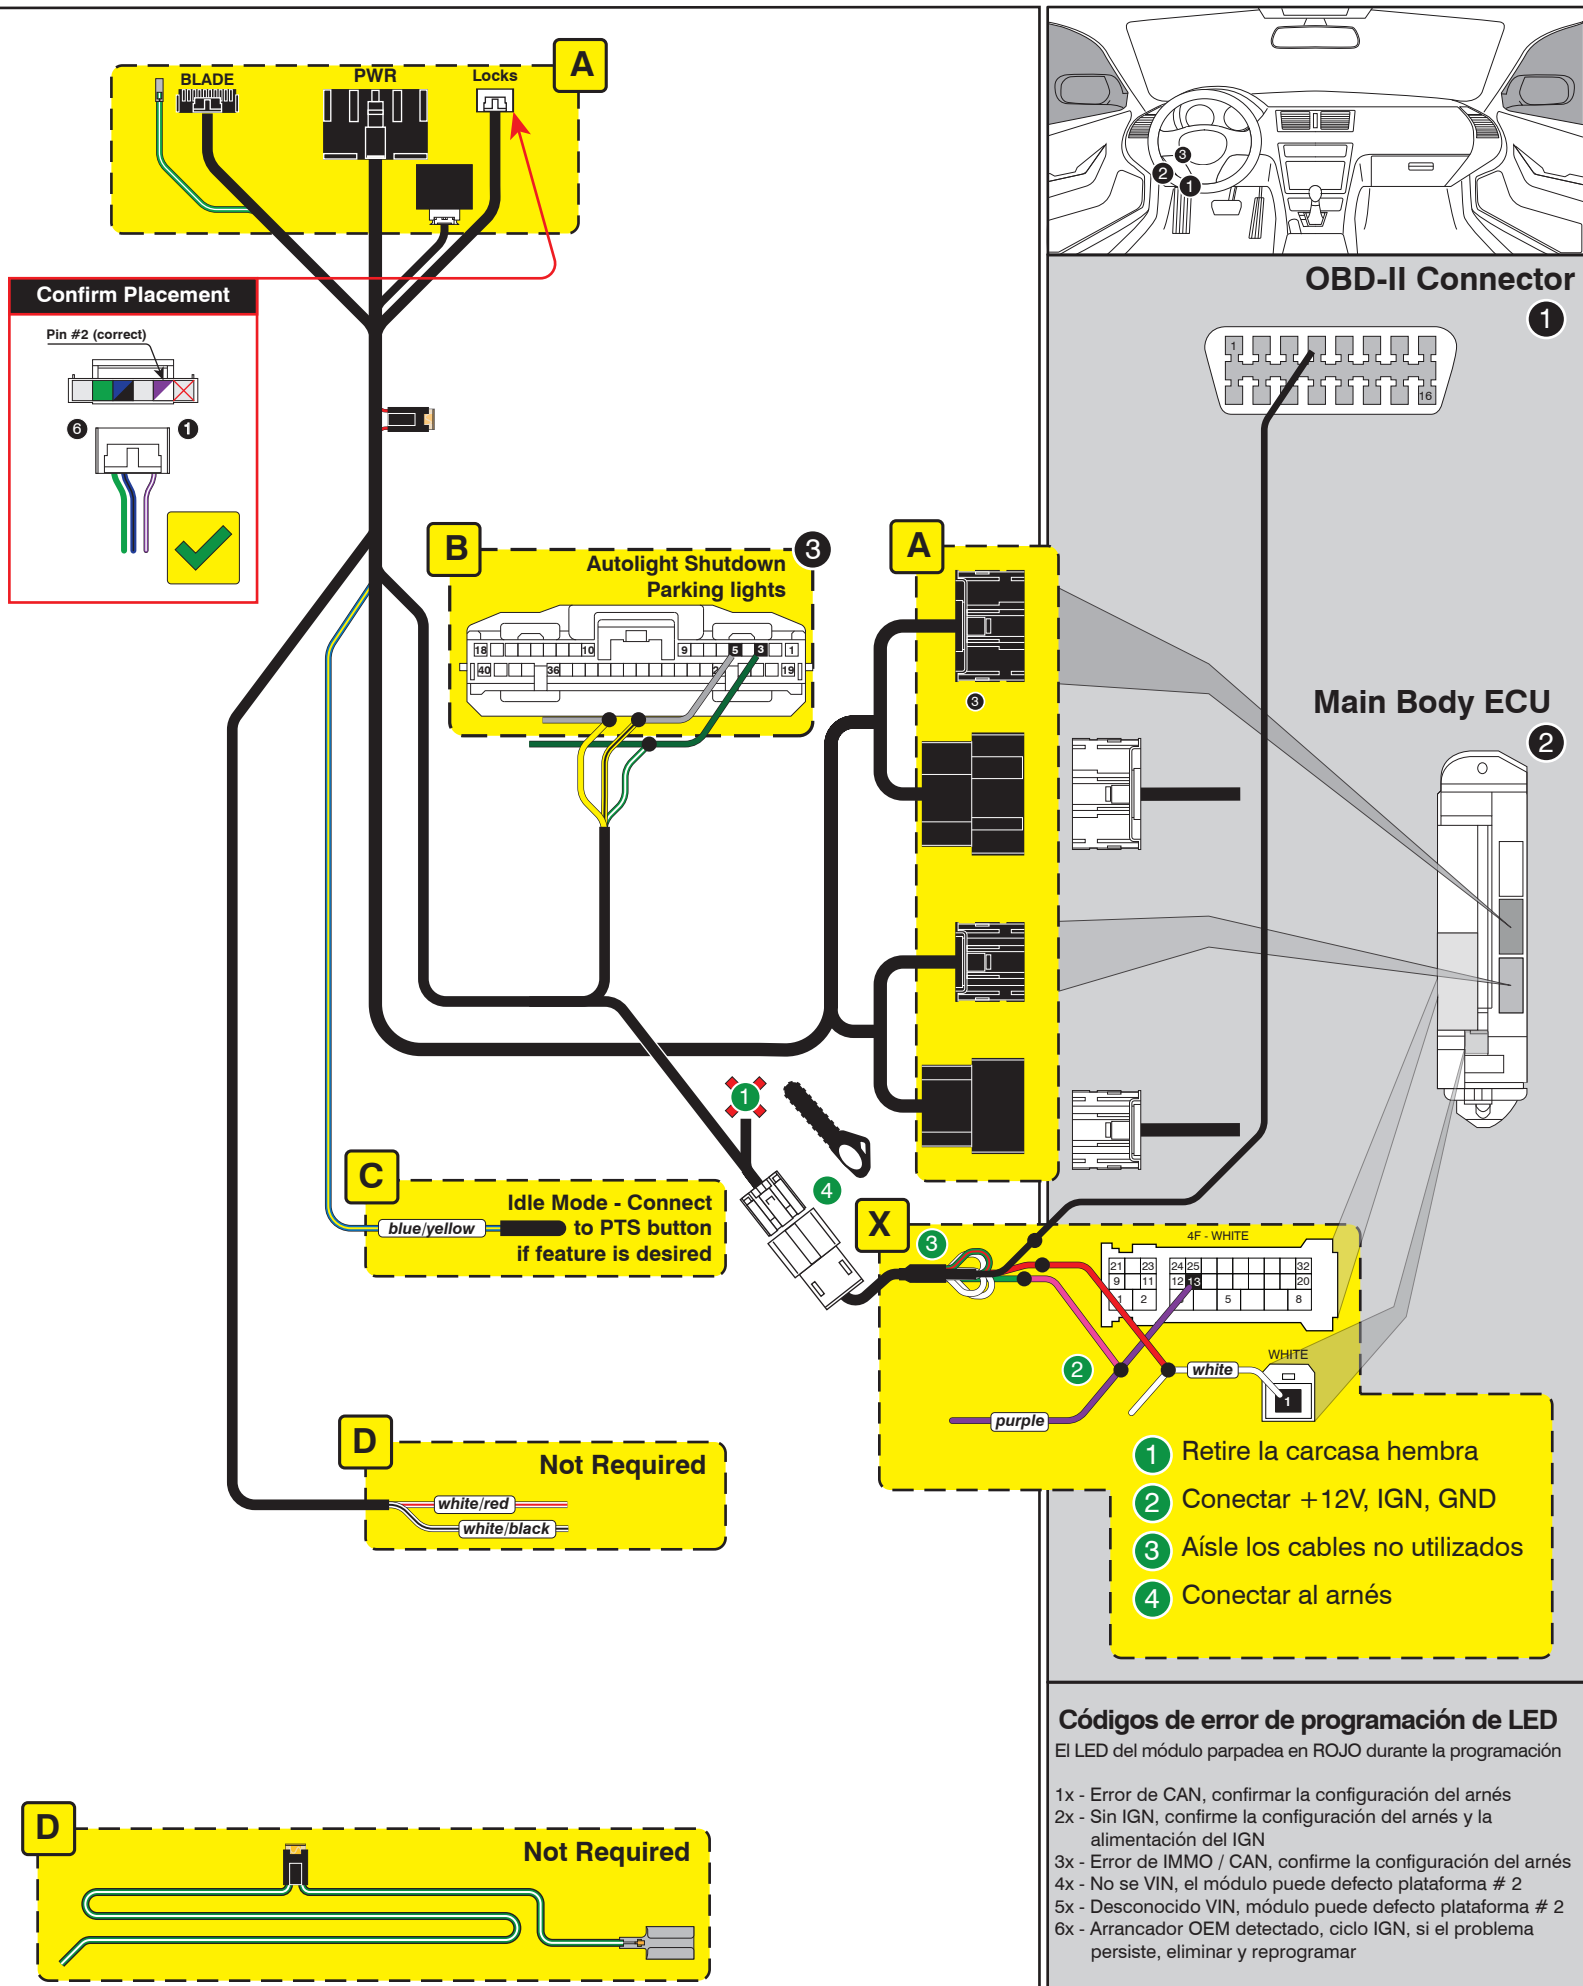 A
BLADE
PWR
Locks
3
2
1
Confirm Placement
Pin #2 (correct)
6
1
OBD-II Connector
1
1
16
B
Autolight Shutdown
Parking lights
3
18
10
9
5
3
1
40
36
2
19
A
3
Main Body ECU
2
1
4
C
Idle Mode - Connect
to PTS button
if feature is desired
blue/yellow
X
3
4F - WHITE
21
23
24
25
32
9
11
12
13
20
1
2
5
8
2
WHITE
white
1
purple
D
Not Required
white/red
white/black
1 Retire la carcasa hembra
2 Conectar +12V, IGN, GND
3 Aísle los cables no utilizados
4 Conectar al arnés
Códigos de error de programación de LED
El LED del módulo parpadea en ROJO durante la programación
1x - Error de CAN, confirmar la configuración del arnés
2x - Sin IGN, confirme la configuración del arnés y la
alimentación del IGN
3x - Error de IMMO / CAN, confirme la configuración del arnés
4x - No se VIN, el módulo puede defecto plataforma # 2
5x - Desconocido VIN, módulo puede defecto plataforma # 2
6x - Arrancador OEM detectado, ciclo IGN, si el problema
persiste, eliminar y reprogramar
D
Not Required